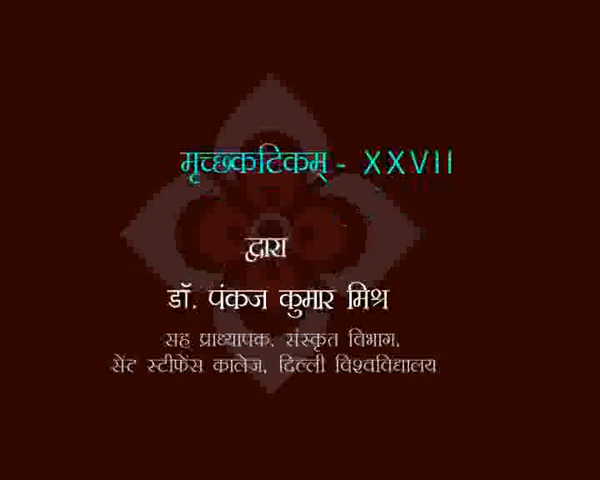 मृच्छकटिकम् - XXVII
द्वारा
डॉ. पंकज कुमार मिश्र
सह प्राध्यापक, संस्कृत विभाग,
सेंट स्टीफेंस कालेज, दिल्ली विश्वविद्यालय